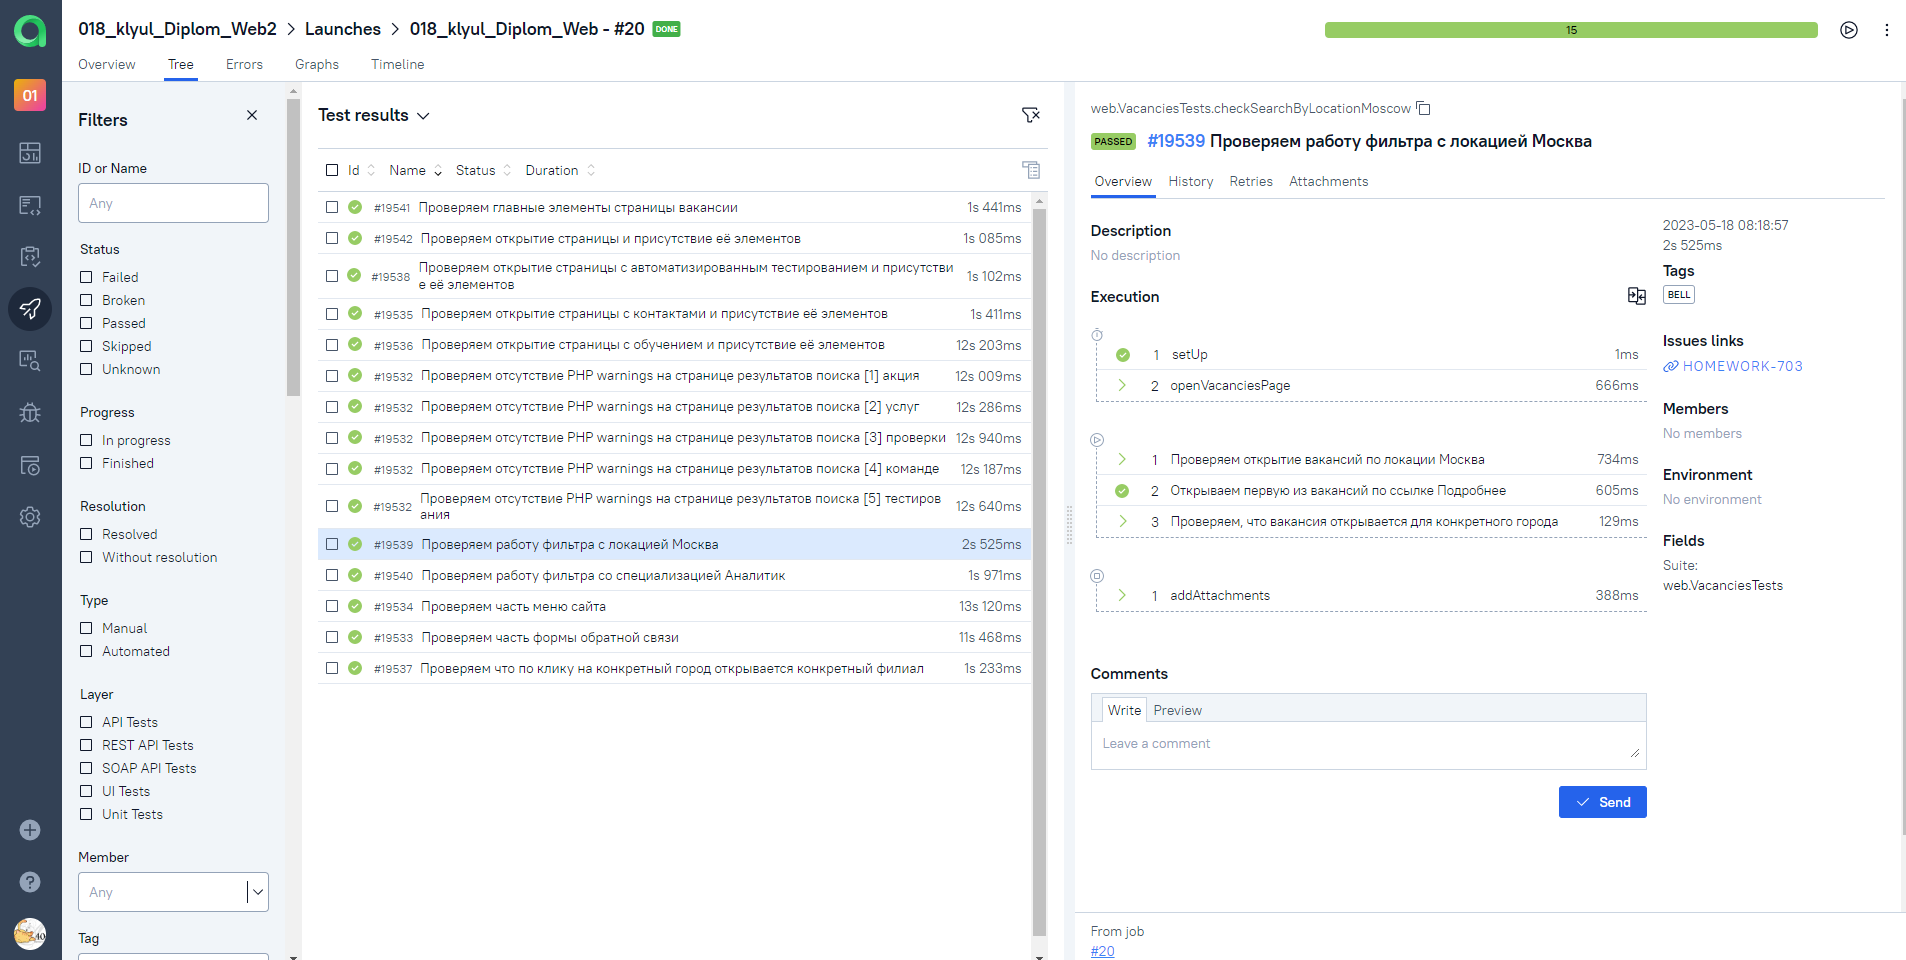 018_klyul_Diplom_Web2 > Launches > 018_klyul_Diplom_Web - #20 DONE
15
Overview Tree Errors Graphs Timeline
01
Filters
ID or Name
Any
Status
Failed
Broken
Passed
Skipped
Unknown
Progress
In progress
Finished
Resolution
Resolved
Without resolution
Type
Manual
Automated
Layer
API Tests
REST API Tests
SOAP API Tests
UI Tests
Unit Tests
Member
Any
Tag
Test results
Id Name Status Duration
#19541 Проверяем главные элементы страницы вакансии 1s 441ms
#19542 Проверяем открытие страницы и присутствие её элементов 1s 085ms
#19538 Проверяем открытие страницы с автоматизированным тестированием и присутстви
е её элементов 1s 102ms
#19535 Проверяем открытие страницы с контактами и присутствие её элементов 1s 411ms
#19536 Проверяем открытие страницы с обучением и присутствие её элементов 12s 203ms
#19532 Проверяем отсутствие PHP warnings на странице результатов поиска [1] акция 12s 009ms
#19532 Проверяем отсутствие PHP warnings на странице результатов поиска [2] услуг 12s 286ms
#19532 Проверяем отсутствие PHP warnings на странице результатов поиска [3] проверки 12s 940ms
#19532 Проверяем отсутствие PHP warnings на странице результатов поиска [4] команде 12s 187ms
#19532 Проверяем отсутствие PHP warnings на странице результатов поиска [5] тестиров
ания 12s 640ms
#19539 Проверяем работу фильтра с локацией Москва 2s 525ms
#19540 Проверяем работу фильтра со специализацией Аналитик 1s 971ms
#19534 Проверяем часть меню сайта 13s 120ms
#19533 Проверяем часть формы обратной связи 11s 468ms
#19537 Проверяем что по клику на конкретный город открывается конкретный филиал 1s 233ms
web.VacanciesTests.checkSearchByLocationMoscow
PASSED #19539 Проверяем работу фильтра с локацией Москва
Overview History Retries Attachments
Description
No description
Execution
1 setUp 1ms
2 openVacanciesPage 666ms
1 Проверяем открытие вакансий по локации Москва 734ms
2 Открываем первую из вакансий по ссылке Подробнее 605ms
3 Проверяем, что вакансия открывается для конкретного города 129ms
1 addAttachments 388ms
Comments
Write Preview
Leave a comment
Send
2023-05-18 08:18:57
2s 525ms
Tags
BELL
Issues links
HOMEWORK-703
Members
No members
Environment
No environment
Fields
Suite:
web.VacanciesTests
From job
#20